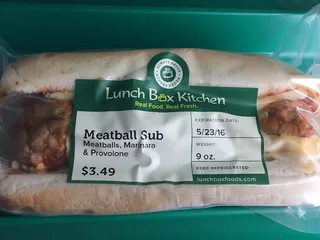 Lunch Box Kitchen
Real Food. Real Fresh.
Meatball Sub
Meatballs, Marinara
& Provolone
$3.49
EXPIRATION DATE:
5/23/16
WEIGHT:
9 oz.
KEEP REFRIGERATED
lunchboxfoods.com